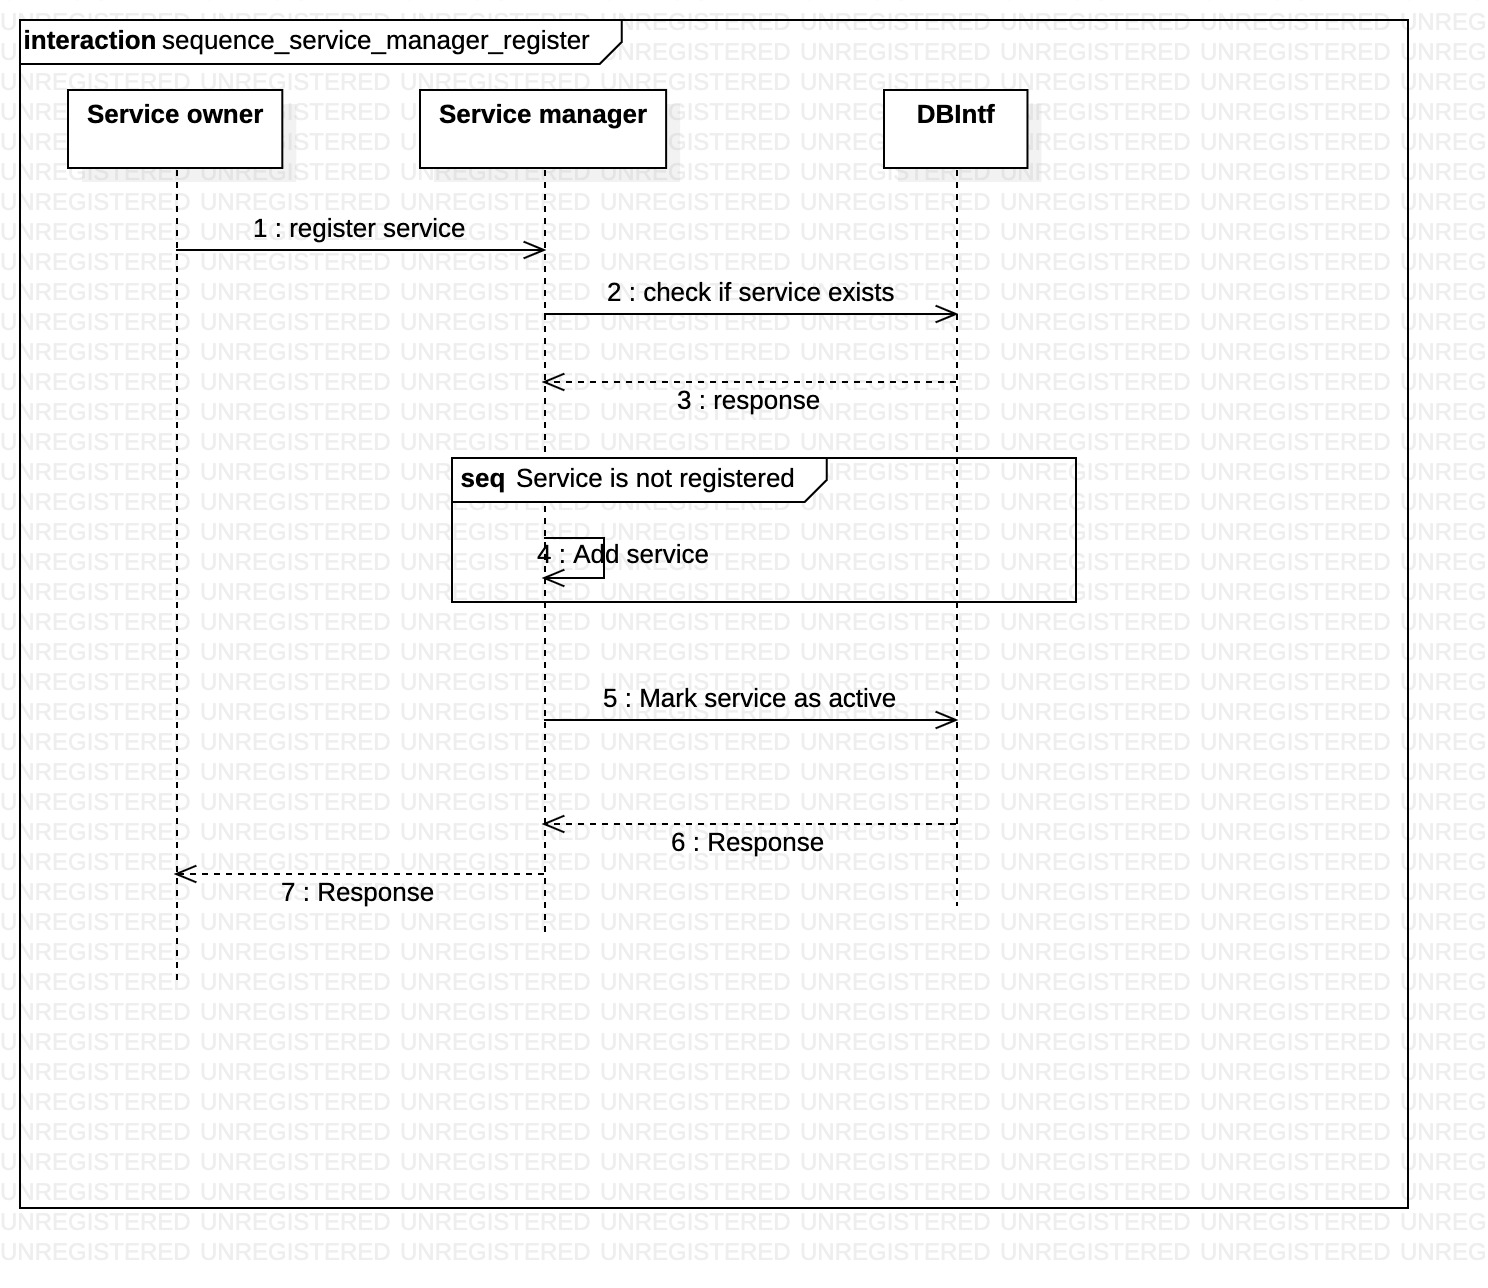 interaction sequence_service_manager_register
Service owner
Service manager
DBIntf
1 : register service
2 : check if service exists
3 : response
seq Service is not registered
4 : Add service
5 : Mark service as active
6 : Response
7 : Response
UNREGISTERED UNREGISTERED UNREGISTERED UNREGISTERED UNREGISTERED UNREGISTERED UNREGISTERED UNREG